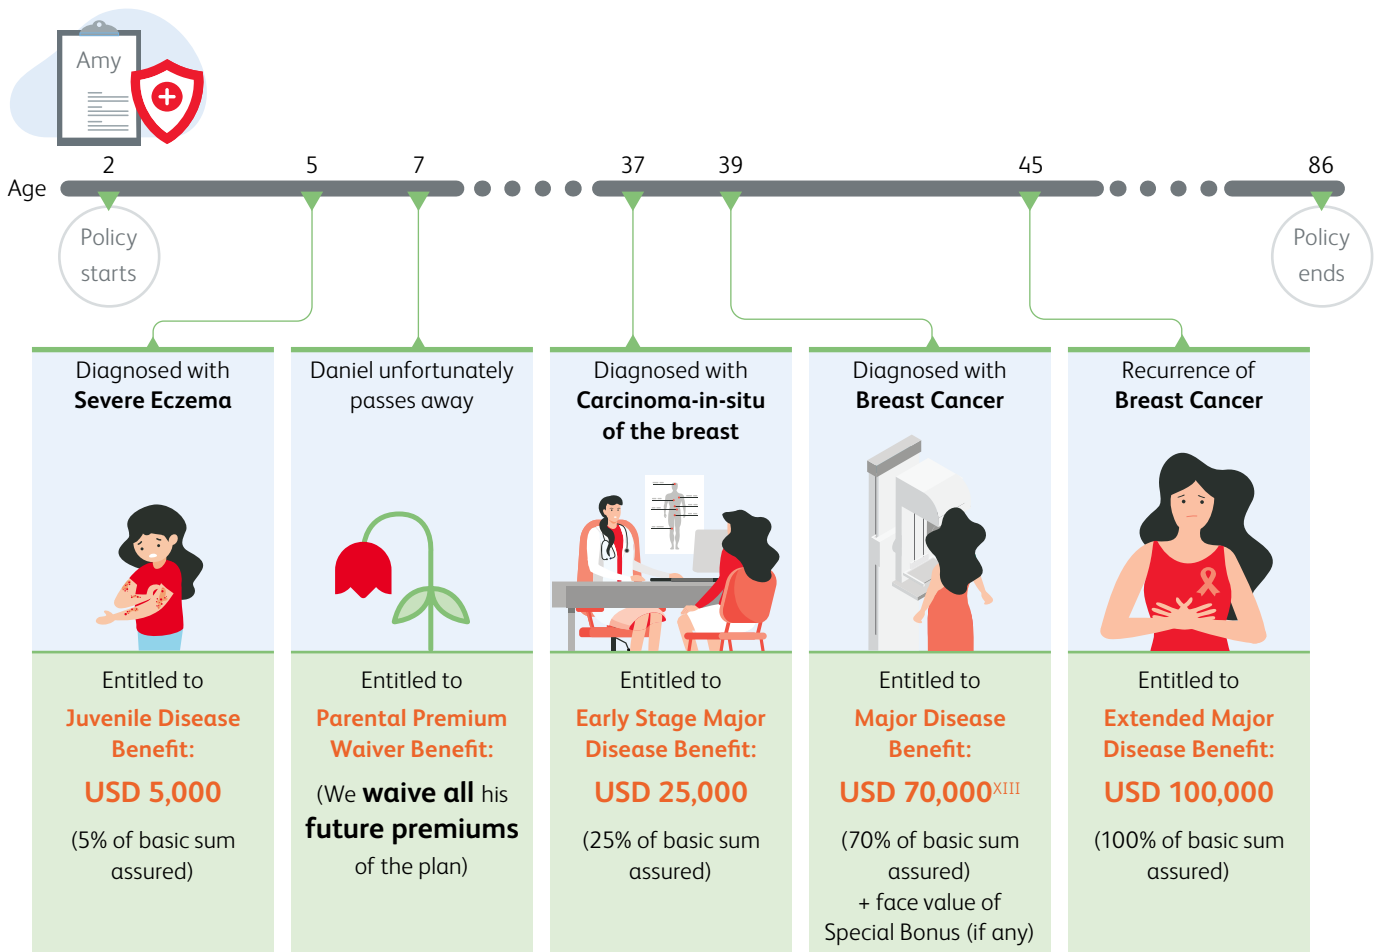 Amy
2
5
7
37
39
45
86
Age
Policy
starts
Policy
ends
Diagnosed with
Severe Eczema
Entitled to
Juvenile Disease
Benefit:
USD 5,000
(5% of basic sum
assured)
Daniel unfortunately
passes away
Entitled to
Parental Premium
Waiver Benefit:
(We waive all his
future premiums
of the plan)
Diagnosed with
Carcinoma-in-situ
of the breast
Entitled to
Early Stage Major
Disease Benefit:
USD 25,000
(25% of basic sum
assured)
Diagnosed with
Breast Cancer
Entitled to
Major Disease
Benefit:
USD 70,000XIII
(70% of basic sum
assured)
+ face value of
Special Bonus (if any)
Recurrence of
Breast Cancer
Entitled to
Extended Major
Disease Benefit:
USD 100,000
(100% of basic sum
assured)